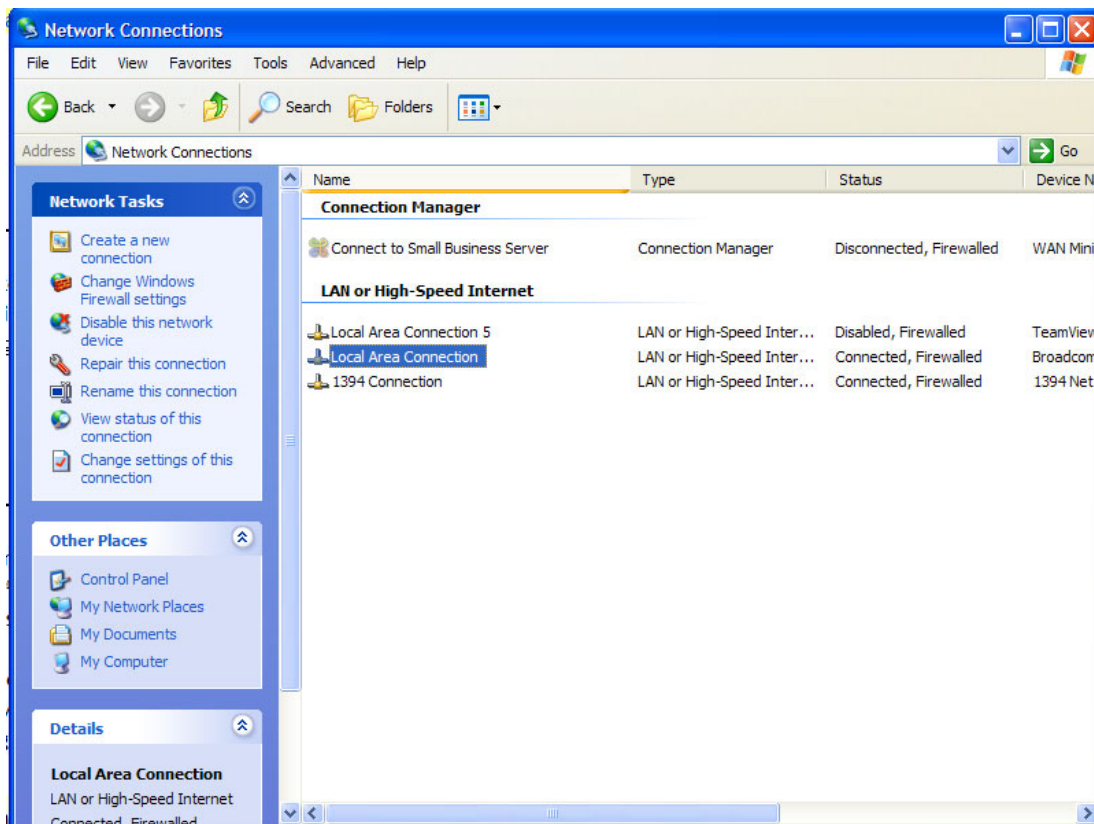 Network Connections
File Edit View Favorites Tools Advanced Help
Back Search Folders
Address Network Connections Go
Network Tasks
Create a new
connection
Change Windows
Firewall settings
Disable this network
device
Repair this connection
Rename this connection
View status of this
connection
Change settings of this
connection
Other Places
Control Panel
My Network Places
My Documents
My Computer
Details
Local Area Connection
LAN or High-Speed Internet
Connected, Firewalled
Name Type Status Device N
Connection Manager
Connect to Small Business Server Connection Manager Disconnected, Firewalled WAN Mini
LAN or High-Speed Internet
Local Area Connection 5 LAN or High-Speed Inter... Disabled, Firewalled TeamView
Local Area Connection LAN or High-Speed Inter... Connected, Firewalled Broadcom
1394 Connection LAN or High-Speed Inter... Connected, Firewalled 1394 Net